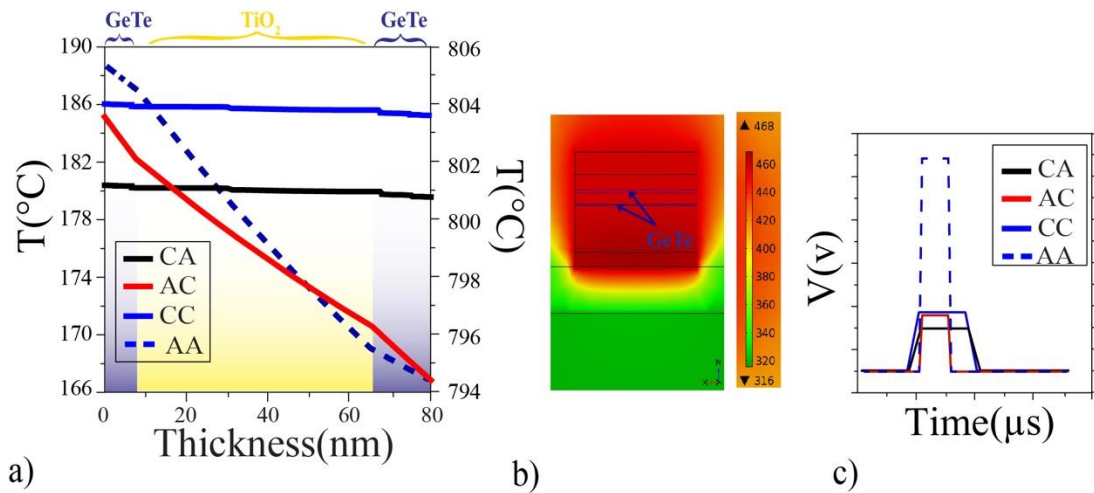 GeTe TiO₂ GeTe
190 806
186 804
182 802
178 800
174 798
170 796
166 794
0 20 40 60 80
T(°C)
T(°C)
Thickness(nm)
CA
AC
CC
AA
a)
GeTe
▲ 468
460
440
420
400
380
360
340
320
▼ 316
N
X
b)
CA
AC
CC
AA
V(v)
Time(µs)
c)